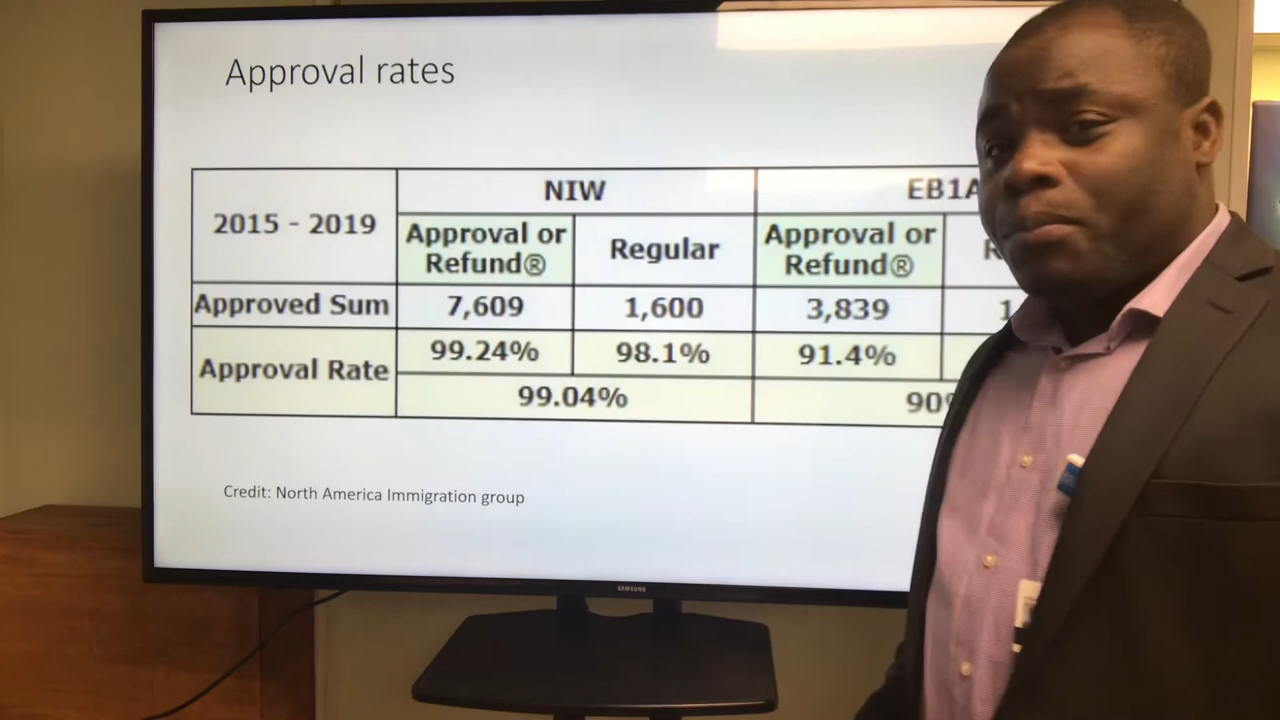 Approval rates
NIW
EB1A
2015 - 2019
Approval or
Refund®
Regular
Approval or
Refund®
Approved Sum
7,609
1,600
3,839
Approval Rate
99.24%
98.1%
91.4%
99.04%
Credit: North America Immigration group
SAMSUNG